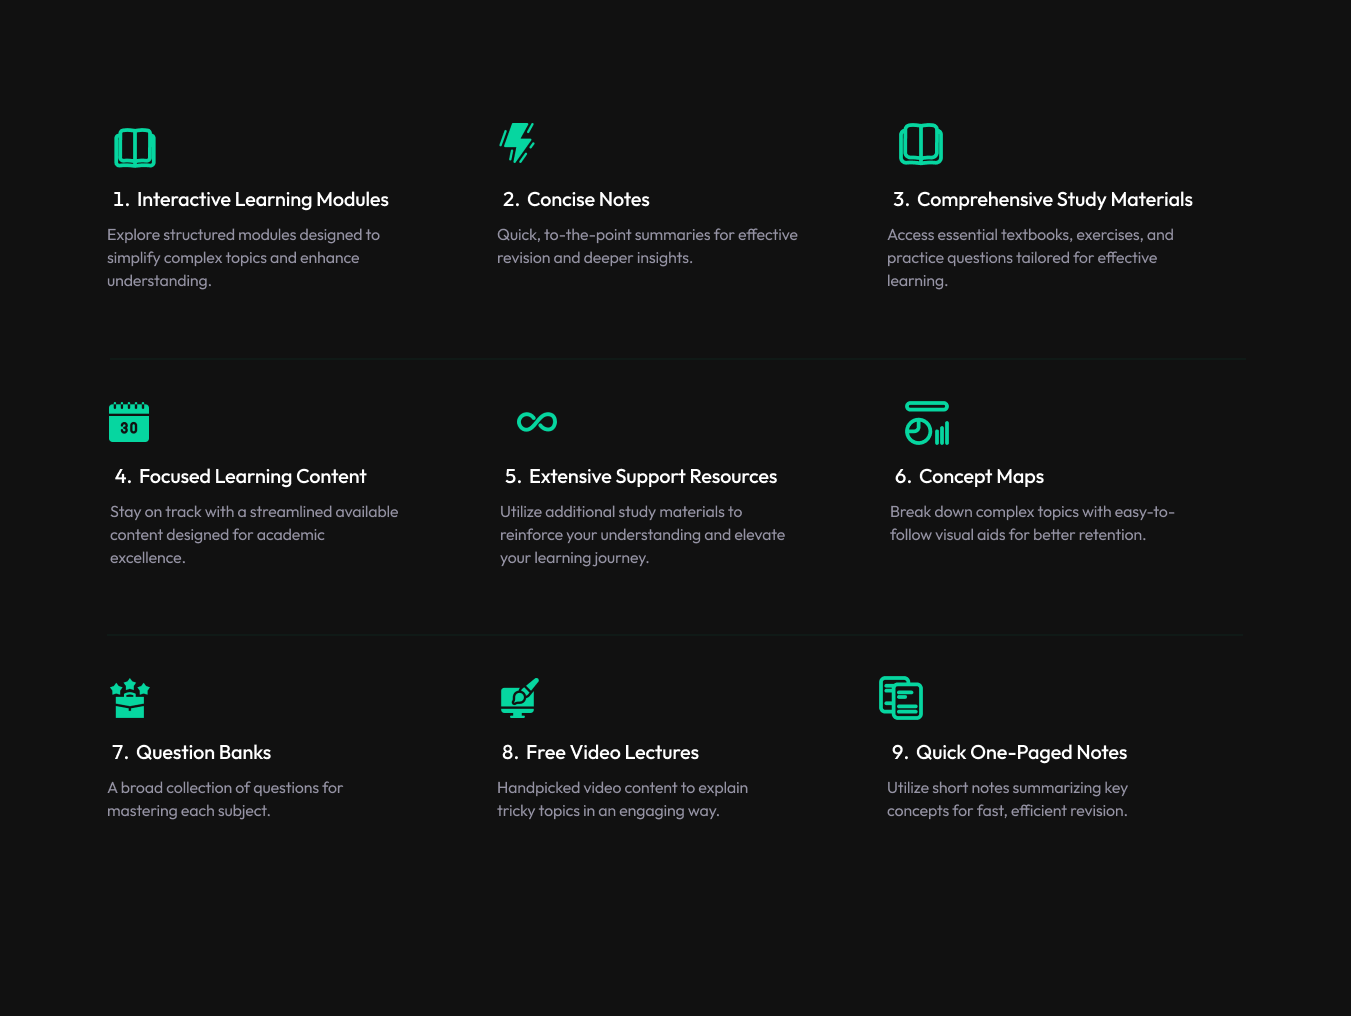 1. Interactive Learning Modules
Explore structured modules designed to
simplify complex topics and enhance
understanding.
2. Concise Notes
Quick, to-the-point summaries for effective
revision and deeper insights.
3. Comprehensive Study Materials
Access essential textbooks, exercises, and
practice questions tailored for effective
learning.
30
4. Focused Learning Content
Stay on track with a streamlined available
content designed for academic
excellence.
5. Extensive Support Resources
Utilize additional study materials to
reinforce your understanding and elevate
your learning journey.
6. Concept Maps
Break down complex topics with easy-to-
follow visual aids for better retention.
7. Question Banks
A broad collection of questions for
mastering each subject.
8. Free Video Lectures
Handpicked video content to explain
tricky topics in an engaging way.
9. Quick One-Paged Notes
Utilize short notes summarizing key
concepts for fast, efficient revision.